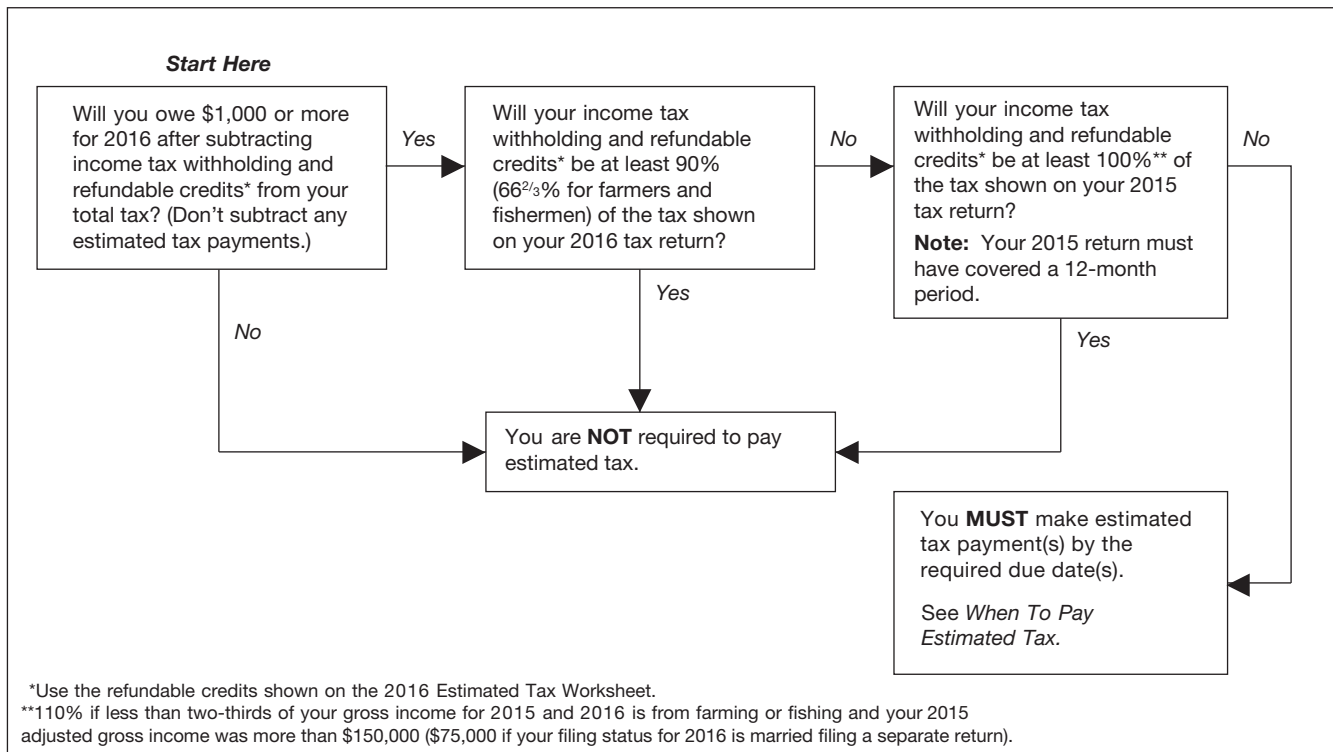 Start Here
Will you owe $1,000 or more
for 2016 after subtracting
income tax withholding and
refundable credits* from your
total tax? (Don’t subtract any
estimated tax payments.)
Yes
Will your income tax
withholding and refundable
credits* be at least 90%
(66 2/3% for farmers and
fishermen) of the tax shown
on your 2016 tax return?
No
Will your income tax
withholding and refundable
credits* be at least 100%** of
the tax shown on your 2015
tax return?
Note: Your 2015 return must
have covered a 12-month
period.
No
No
Yes
Yes
You are NOT required to pay
estimated tax.
You MUST make estimated
tax payment(s) by the
required due date(s).
See When To Pay
Estimated Tax.
*Use the refundable credits shown on the 2016 Estimated Tax Worksheet.
**110% if less than two-thirds of your gross income for 2015 and 2016 is from farming or fishing and your 2015
adjusted gross income was more than $150,000 ($75,000 if your filing status for 2016 is married filing a separate return).